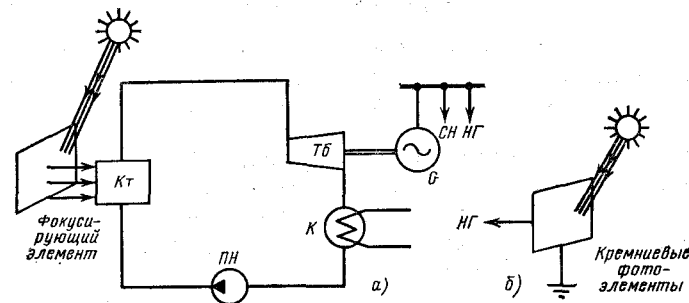 СН НГ
Тб
G
Кт
Фокуси-
рующий
элемент
К
ПН
а)
НГ
б)
Кремниевые
фото-
элементы